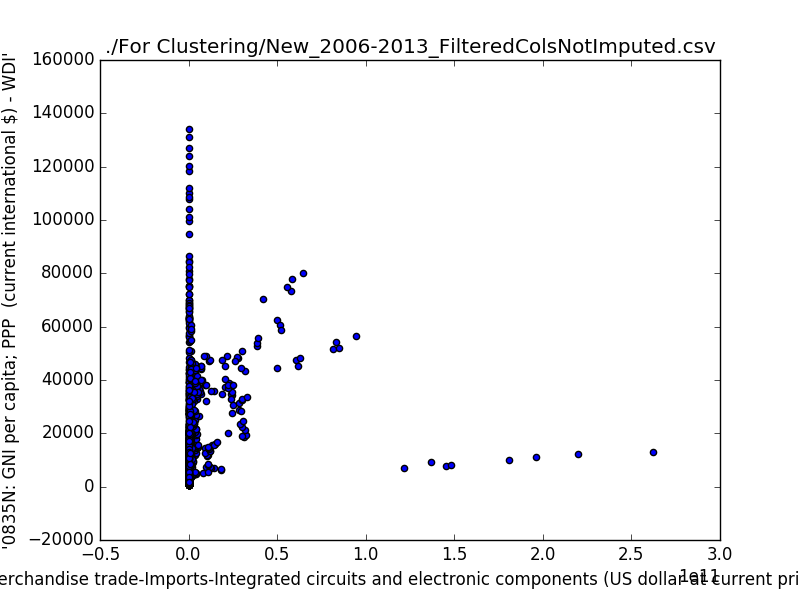 ./For Clustering/New_2006-2013_FilteredColsNotImputed.csv
160000
140000
120000
100000
80000
60000
40000
20000
0
−20000
'0835N: GNI per capita; PPP (current international $) - WDI'
−0.5 0.0 0.5 1.0 1.5 2.0 2.5 3.0
1e11
erchandise trade-Imports-Integrated circuits and electronic components (US dollar at current pri